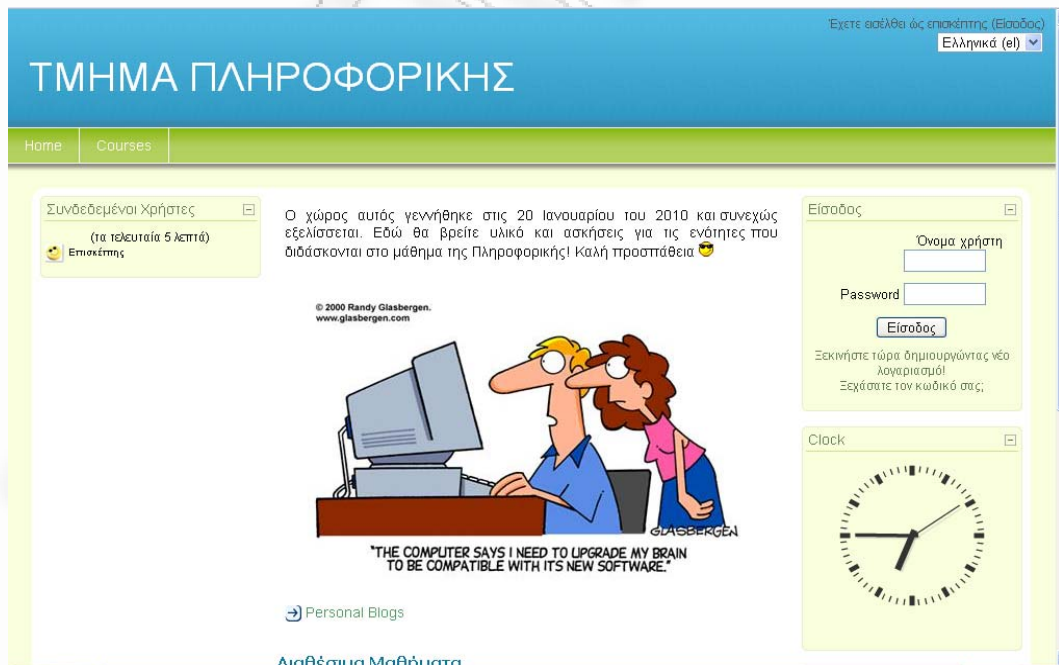 Έχετε εισέλθει ώς επισκέπτης (Είσοδος)
Ελληνικά (el)
ΤΜΗΜΑ ΠΛΗΡΟΦΟΡΙΚΗΣ
Home Courses
Συνδεδεμένοι Χρήστες
(τα τελευταία 5 λεπτά)
Επισκέπτης
Ο χώρος αυτός γεννήθηκε στις 20 Ιανουαρίου του 2010 και συνεχώς
εξελίσσεται. Εδώ θα βρείτε υλικό και ασκήσεις για τις ενότητες που
διδάσκονται στο μάθημα της Πληροφορικής! Καλή προσπάθεια
© 2000 Randy Glasbergen.
www.glasbergen.com
GLASBERGEN
"THE COMPUTER SAYS I NEED TO UPGRADE MY BRAIN
TO BE COMPATIBLE WITH ITS NEW SOFTWARE."
Personal Blogs
Διαθέσιμα Μαθήματα
Είσοδος
Όνομα χρήστη
Password
Είσοδος
Ξεκινήστε τώρα δημιουργώντας νέο
λογαριασμό!
Ξεχάσατε τον κωδικό σας;
Clock